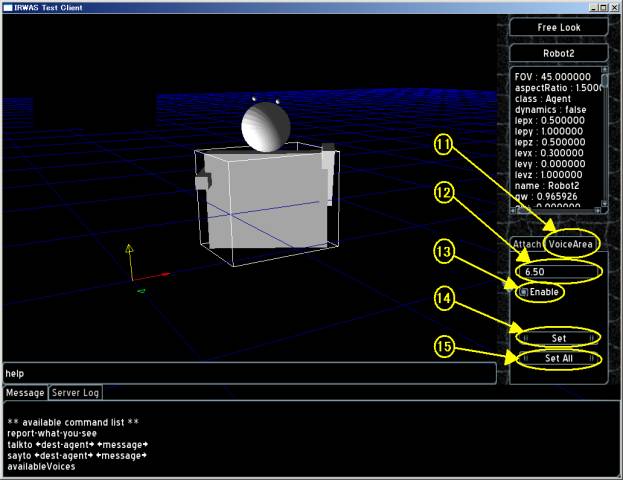 IRWAS Test Client
Free Look
Robot2
FOV : 45.000000
aspectRatio : 1.5000
class : Agent
dynamics : false
lepx : 0.500000
lepy : 1.000000
lepz : 0.500000
levx : 0.300000
levy : 0.000000
levz : 1.000000
name : Robot2
qw : 0.965926
11
12
13
14
15
Attach VoiceArea
6.50
Enable
Set
Set All
help
Message Server Log
** available command list **
report-what-you-see
talkto <dest-agent> <message>
sayto <dest-agent> <message>
availableVoices